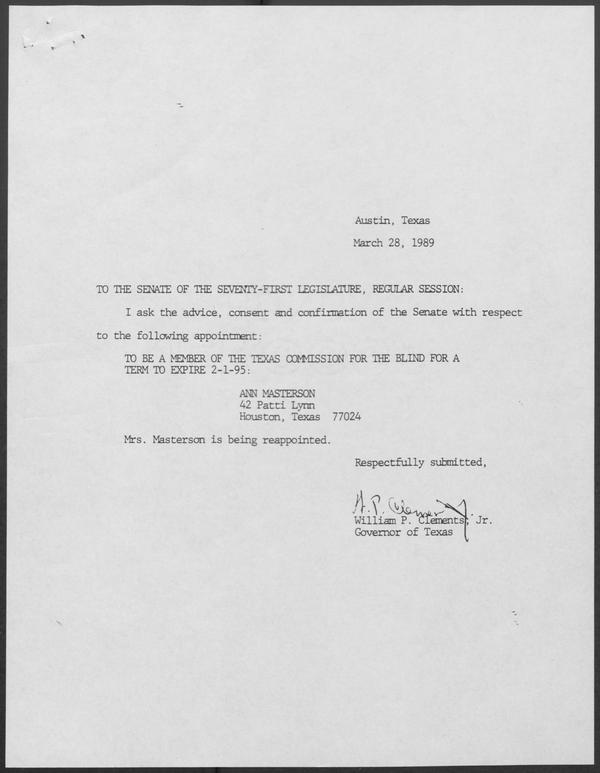 Austin, Texas
March 28, 1989
TO THE SENATE OF THE SEVENTY-FIRST LEGISLATURE, REGULAR SESSION:
I ask the advice, consent and confirmation of the Senate with respect
to the following appointment:
TO BE A MEMBER OF THE TEXAS COMMISSION FOR THE BLIND FOR A
TERM TO EXPIRE 2-1-95:
ANN MASTERSON
42 Patti Lynn
Houston, Texas 77024
Mrs. Masterson is being reappointed.
Respectfully submitted,
W. P. Clements Jr.
William P. Clements, Jr.
Governor of Texas